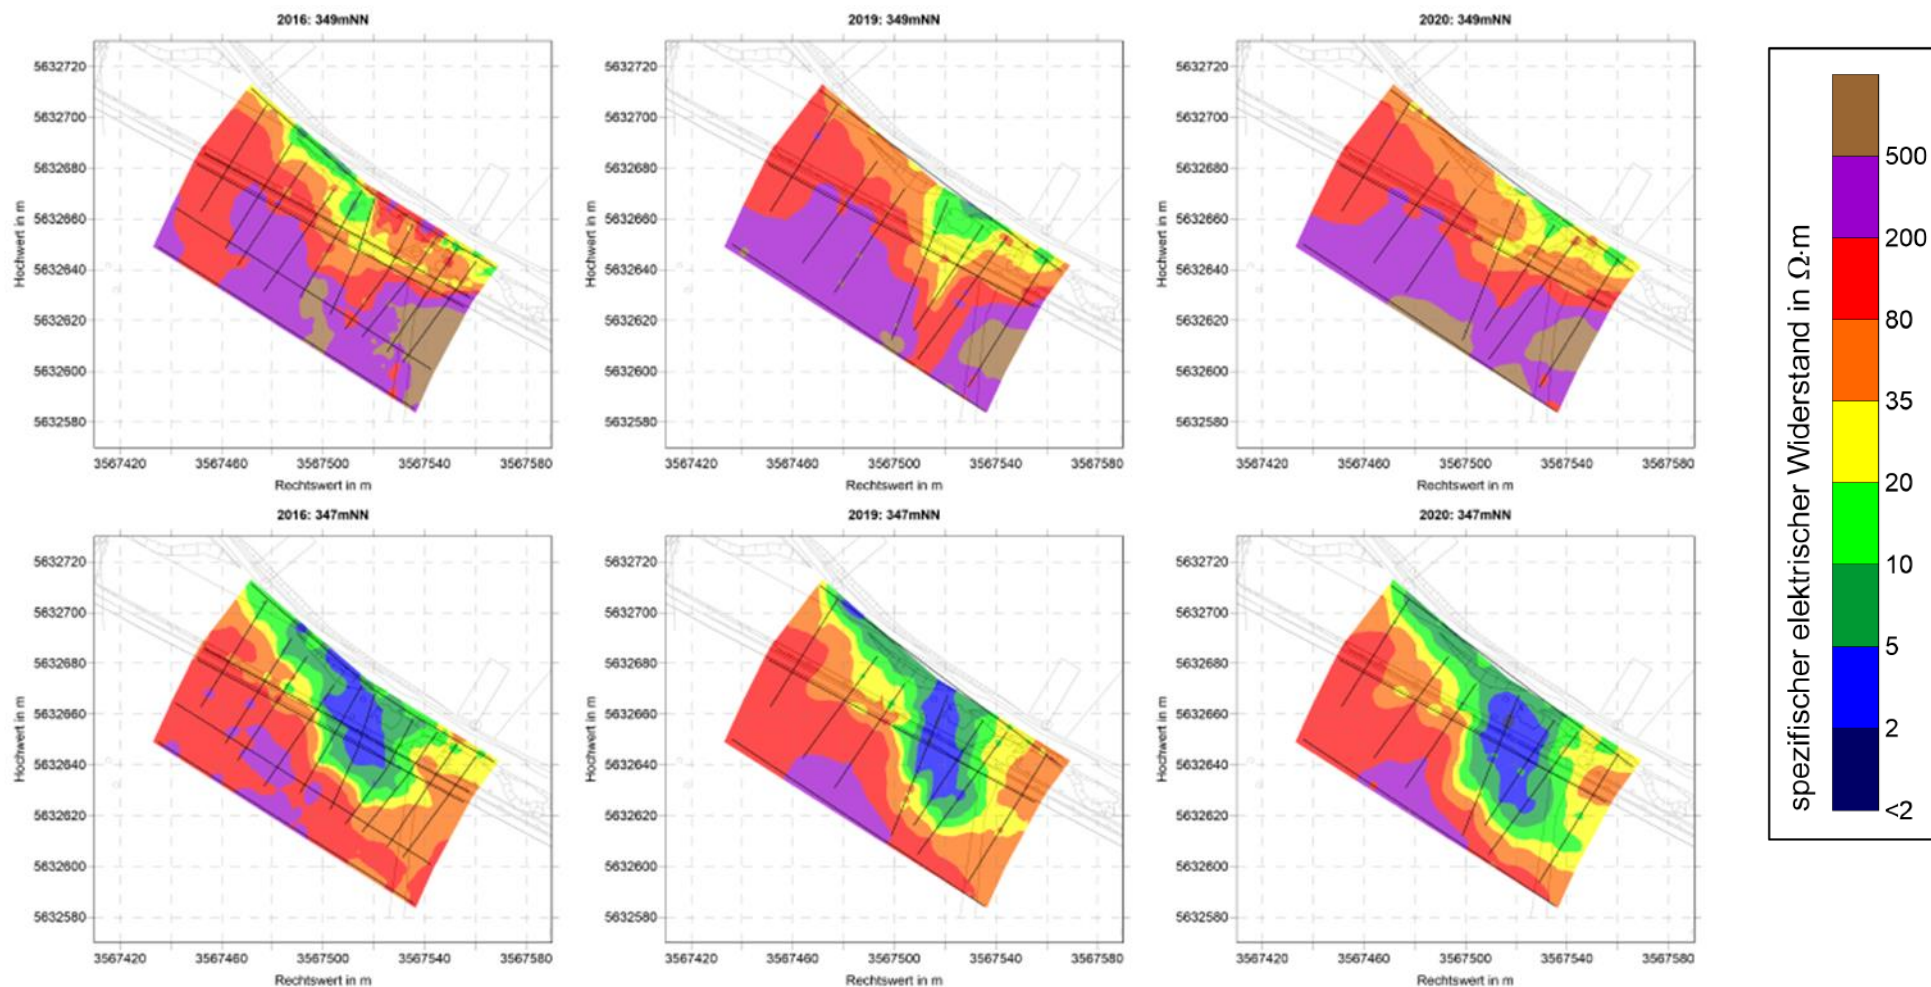 2016: 349mNN
2019: 349mNN
2020: 349mNN
5632720
5632700
5632680
5632660
5632640
5632620
5632600
5632580
Hochwert in m
3567420 3567460 3567500 3567540 3567580
Rechtswert in m
5632720
5632700
5632680
5632660
5632640
5632620
5632600
5632580
Hochwert in m
3567420 3567460 3567500 3567540 3567580
Rechtswert in m
5632720
5632700
5632680
5632660
5632640
5632620
5632600
5632580
Hochwert in m
3567420 3567460 3567500 3567540 3567580
Rechtswert in m
2016: 347mNN
2019: 347mNN
2020: 347mNN
5632720
5632700
5632680
5632660
5632640
5632620
5632600
5632580
Hochwert in m
3567420 3567460 3567500 3567540 3567580
Rechtswert in m
5632720
5632700
5632680
5632660
5632640
5632620
5632600
5632580
Hochwert in m
3567420 3567460 3567500 3567540 3567580
Rechtswert in m
5632720
5632700
5632680
5632660
5632640
5632620
5632600
5632580
Hochwert in m
3567420 3567460 3567500 3567540 3567580
Rechtswert in m
spezifischer elektrischer Widerstand in Ω·m
500
200
80
35
20
10
5
2
<2